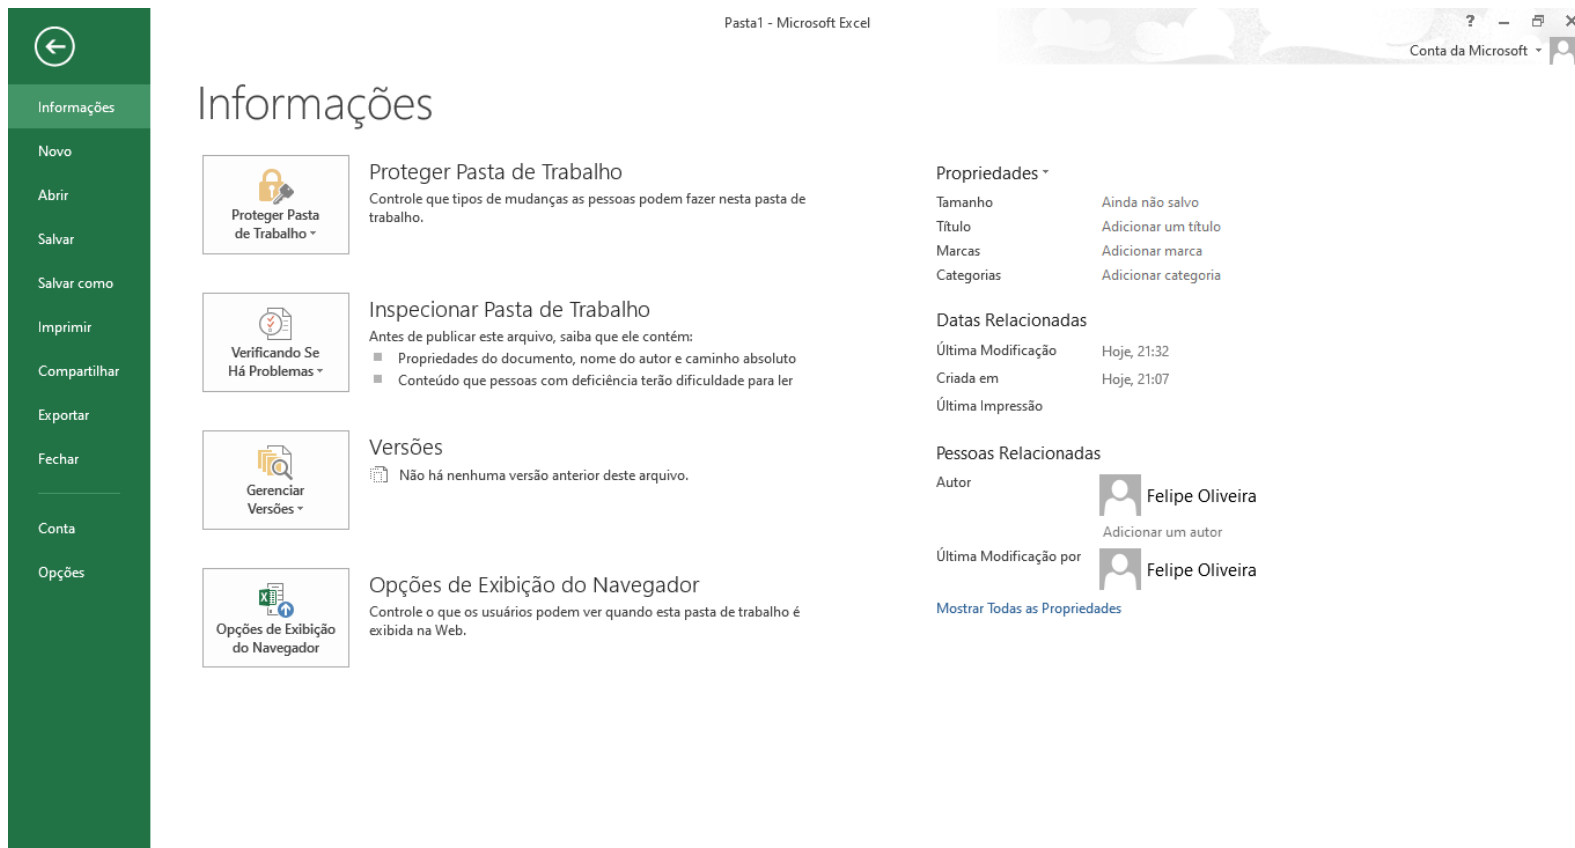 Pasta1 - Microsoft Excel
?
Conta da Microsoft
Informações
Novo
Abrir
Salvar
Salvar como
Imprimir
Compartilhar
Exportar
Fechar
Conta
Opções
Informações
Proteger Pasta
de Trabalho
Proteger Pasta de Trabalho
Controle que tipos de mudanças as pessoas podem fazer nesta pasta de
trabalho.
Verificando Se
Há Problemas
Inspecionar Pasta de Trabalho
Antes de publicar este arquivo, saiba que ele contém:
Propriedades do documento, nome do autor e caminho absoluto
Conteúdo que pessoas com deficiência terão dificuldade para ler
Gerenciar
Versões
Versões
Não há nenhuma versão anterior deste arquivo.
Opções de Exibição
do Navegador
Opções de Exibição do Navegador
Controle o que os usuários podem ver quando esta pasta de trabalho é
exibida na Web.
Propriedades
Tamanho Ainda não salvo
Título Adicionar um título
Marcas Adicionar marca
Categorias Adicionar categoria
Datas Relacionadas
Última Modificação Hoje, 21:32
Criada em Hoje, 21:07
Última Impressão
Pessoas Relacionadas
Autor Felipe Oliveira
Adicionar um autor
Última Modificação por Felipe Oliveira
Mostrar Todas as Propriedades